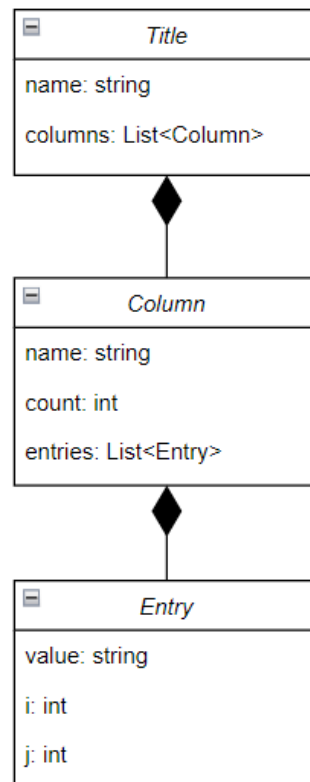 Title
name: string
columns: List<Column>
Column
name: string
count: int
entries: List<Entry>
Entry
value: string
i: int
j: int